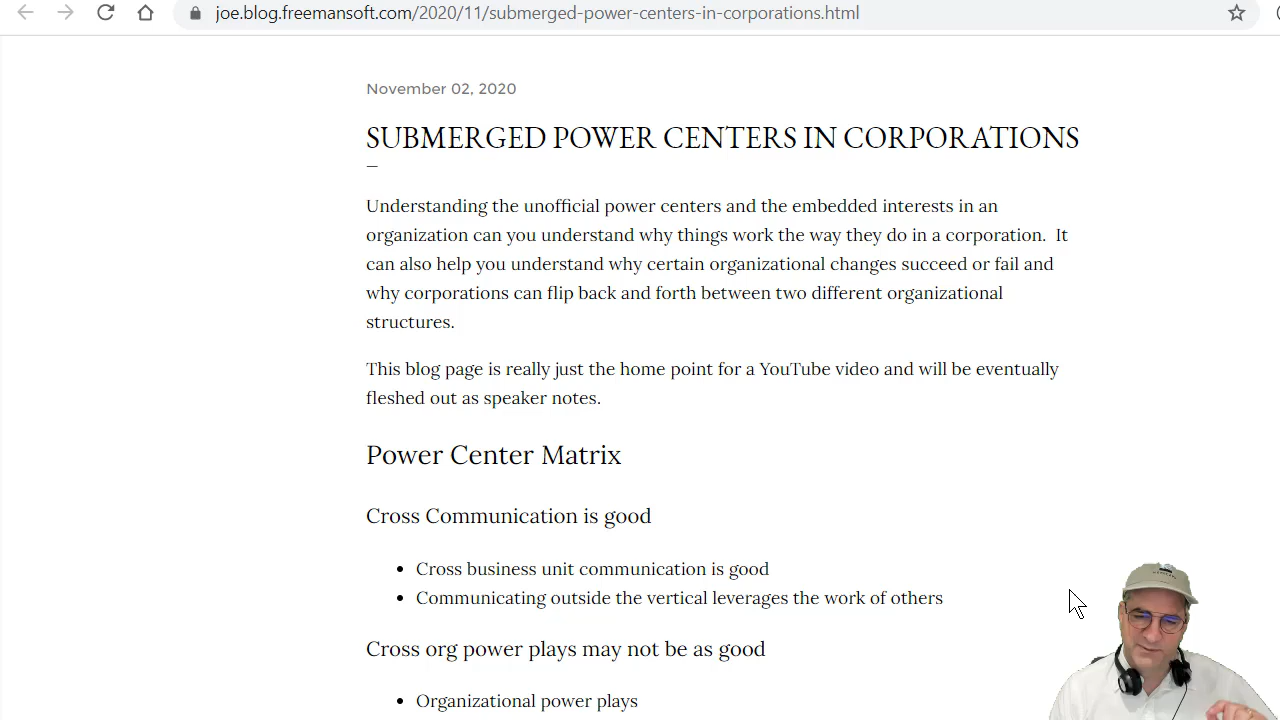 joe.blog.freemansoft.com/2020/11/submerged-power-centers-in-corporations.html
November 02, 2020
SUBMERGED POWER CENTERS IN CORPORATIONS
Understanding the unofficial power centers and the embedded interests in an
organization can you understand why things work the way they do in a corporation.  It
can also help you understand why certain organizational changes succeed or fail and
why corporations can flip back and forth between two different organizational
structures.
This blog page is really just the home point for a YouTube video and will be eventually
fleshed out as speaker notes.
Power Center Matrix
Cross Communication is good
• Cross business unit communication is good
• Communicating outside the vertical leverages the work of others
Cross org power plays may not be as good
• Organizational power plays